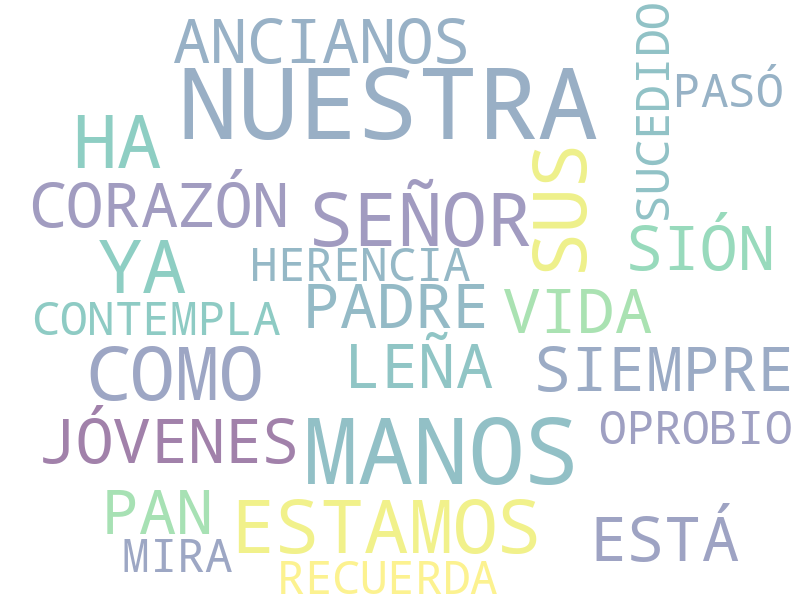 ANCIANOS
NUESTRA
SUCEDIDO
PASÓ
HA
CORAZÓN
SEÑOR
SUS
SIÓN
YA
HERENCIA
CONTEMPLA
PADRE
VIDA
COMO
LEÑA
SIEMPRE
JÓVENES
MANOS
OPROBIO
PAN
ESTAMOS
ESTÁ
MIRA
RECUERDA